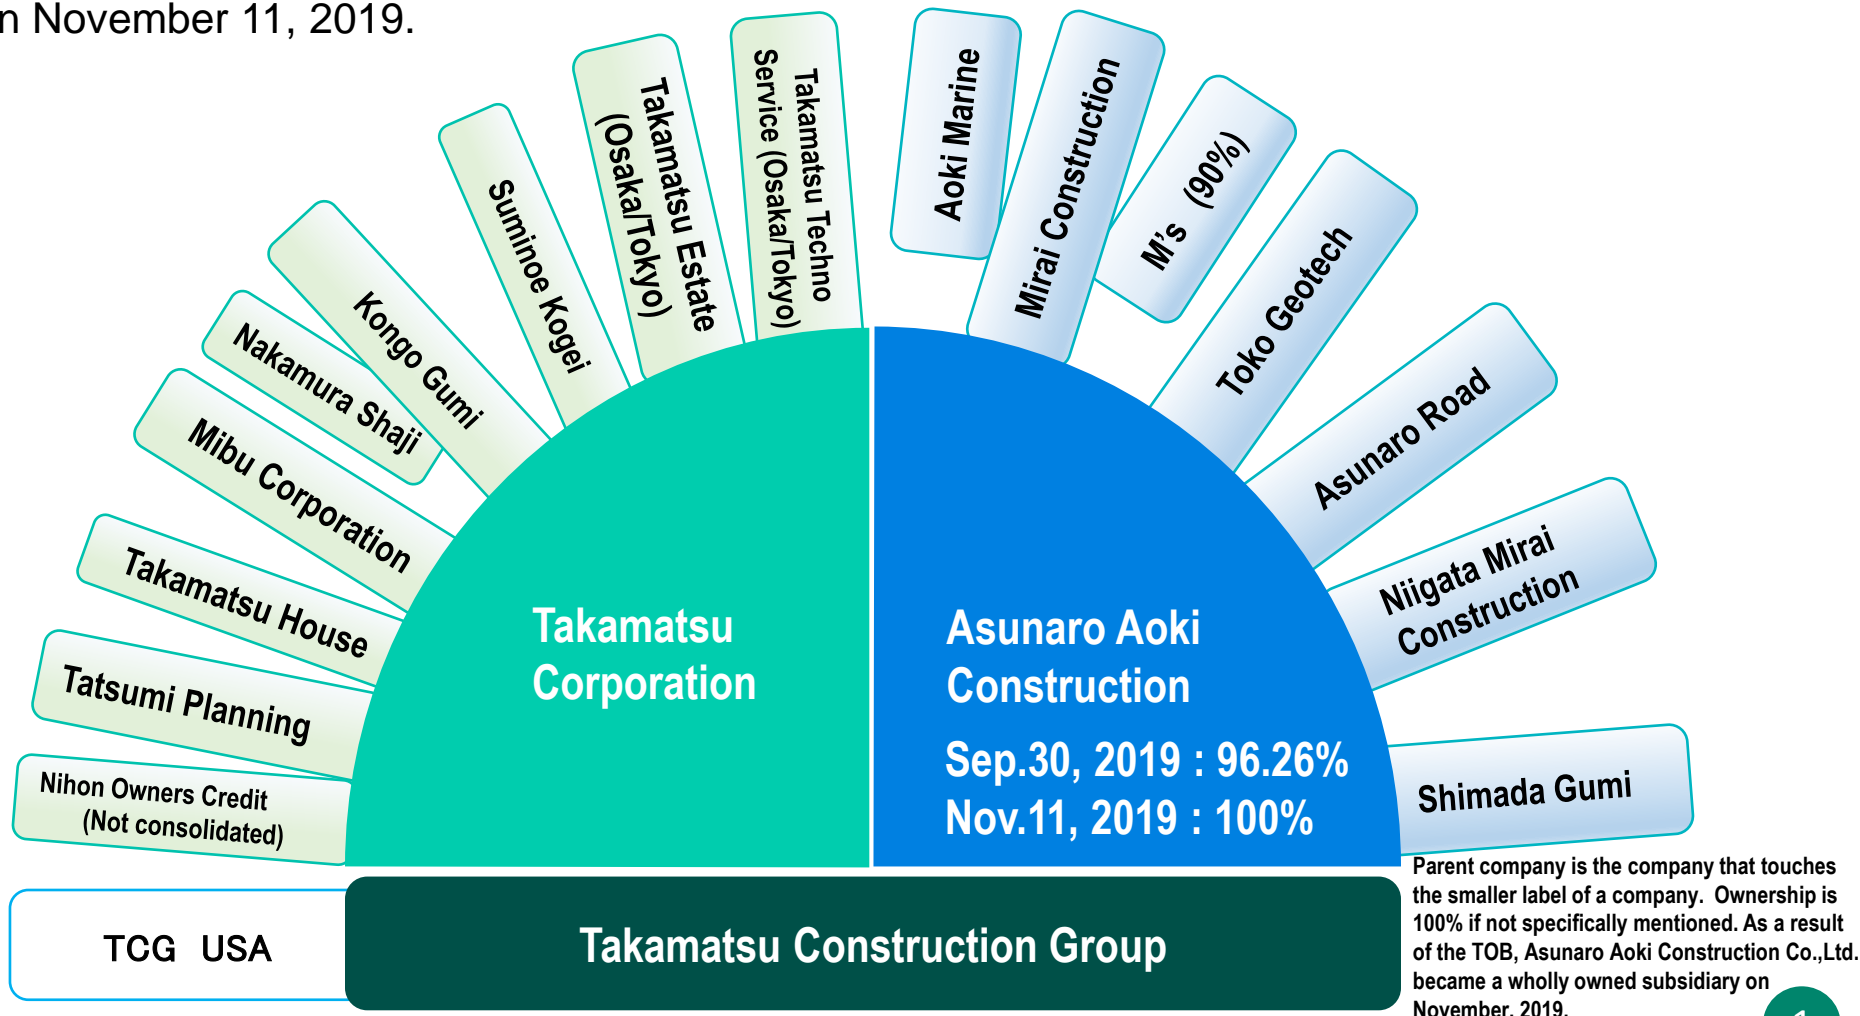 n November 11, 2019.
Nihon Owners Credit
(Not consolidated)
Tatsumi Planning
Takamatsu House
Mibu Corporation
Nakamura Shaji
Kongo Gumi
Suminoe Kogei
Takamatsu Estate
(Osaka/Tokyo)
Takamatsu Techno
Service (Osaka/Tokyo)
Aoki Marine
Mirai Construction
M's (90%)
Toko Geotech
Asunaro Road
Niigata Mirai
Construction
Shimada Gumi
Takamatsu
Corporation
Asunaro Aoki
Construction
Sep.30, 2019 : 96.26%
Nov.11, 2019 : 100%
TCG USA
Takamatsu Construction Group
Parent company is the company that touches
the smaller label of a company. Ownership is
100% if not specifically mentioned. As a result
of the TOB, Asunaro Aoki Construction Co.,Ltd.
became a wholly owned subsidiary on
November, 2019.